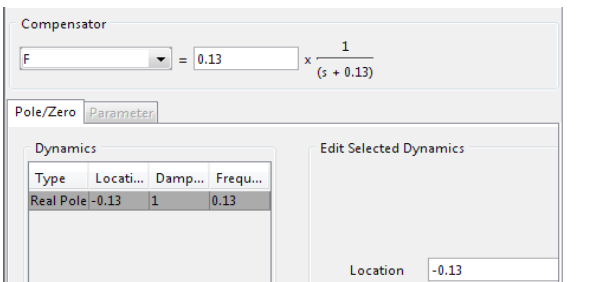 Compensator
F = 0.13 x 1
(s + 0.13)
Pole/Zero Parameter
Dynamics Edit Selected Dynamics
Type Locati... Damp... Frequ...
Real Pole -0.13 1 0.13
Location -0.13